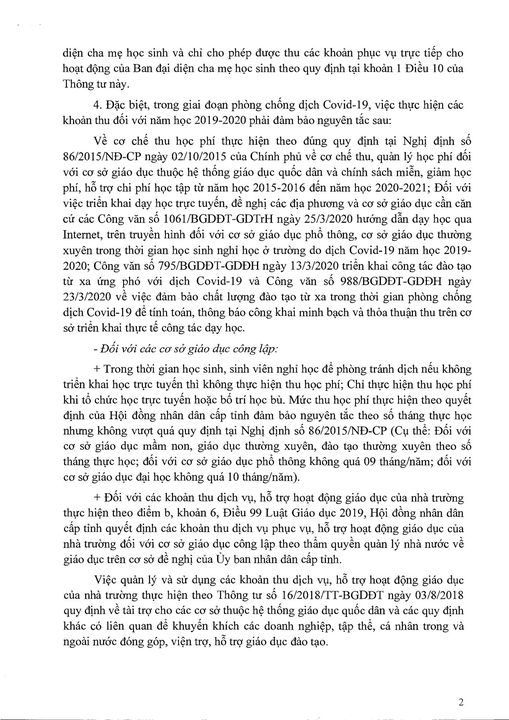 diện cha mẹ học sinh và chỉ cho phép được thu các khoản phục vụ trực tiếp cho
hoạt động của Ban đại diện cha mẹ học sinh theo quy định tại khoản 1 Điều 10 của
Thông tư này.
4. Đặc biệt, trong giai đoạn phòng chống dịch Covid-19, việc thực hiện các
khoản thu đối với năm học 2019-2020 phải đảm bảo nguyên tắc sau:
Về cơ chế thu học phí thực hiện theo đúng quy định tại Nghị định số
86/2015/NĐ-CP ngày 02/10/2015 của Chính phủ về cơ chế thu, quản lý học phí đối
với cơ sở giáo dục thuộc hệ thống giáo dục quốc dân và chính sách miễn, giảm học
phí, hỗ trợ chi phí học tập từ năm học 2015-2016 đến năm học 2020-2021; Đối với
việc triển khai dạy học trực tuyến, đề nghị các địa phương và cơ sở giáo dục cần căn
cứ các Công văn số 1061/BGDĐT-GDTrH ngày 25/3/2020 hướng dẫn dạy học qua
Internet, trên truyền hình đối với cơ sở giáo dục phổ thông, cơ sở giáo dục thường
xuyên trong thời gian học sinh nghỉ học ở trường do dịch Covid-19 năm học 2019-
2020; Công văn số 795/BGDĐT-GDĐH ngày 13/3/2020 triển khai công tác đào tạo
từ xa ứng phó với dịch Covid-19 và Công văn số 988/BGDĐT-GDĐH ngày
23/3/2020 về việc đảm bảo chất lượng đào tạo từ xa trong thời gian phòng chống
dịch Covid-19 để tính toán, thông báo công khai minh bạch và thỏa thuận thu trên cơ
sở triển khai thực tế công tác dạy học.
- Đối với các cơ sở giáo dục công lập:
+ Trong thời gian học sinh, sinh viên nghỉ học để phòng tránh dịch nếu không
triển khai học trực tuyến thì không thực hiện thu học phí; Chỉ thực hiện thu học phí
khi tổ chức học trực tuyến hoặc bố trí học bù. Mức thu học phí thực hiện theo quyết
định của Hội đồng nhân dân cấp tỉnh đảm bảo nguyên tắc theo số tháng thực học
nhưng không vượt quá quy định tại Nghị định số 86/2015/NĐ-CP (Cụ thể: Đối với
cơ sở giáo dục mầm non, giáo dục thường xuyên, đào tạo thường xuyên theo số
tháng thực học; đối với cơ sở giáo dục phổ thông không quá 09 tháng/năm; đối với
cơ sở giáo dục đại học không quá 10 tháng/năm).
+ Đối với các khoản thu dịch vụ, hỗ trợ hoạt động giáo dục của nhà trường
thực hiện theo điểm b, khoản 6, Điều 99 Luật Giáo dục 2019, Hội đồng nhân dân
cấp tỉnh quyết định các khoản thu dịch vụ phục vụ, hỗ trợ hoạt động giáo dục của
nhà trường đối với cơ sở giáo dục công lập theo thẩm quyền quản lý nhà nước về
giáo dục trên cơ sở đề nghị của Ủy ban nhân dân cấp tỉnh.
Việc quản lý và sử dụng các khoản thu dịch vụ, hỗ trợ hoạt động giáo dục
của nhà trường thực hiện theo Thông tư số 16/2018/TT-BGDĐT ngày 03/8/2018
quy định về tài trợ cho các cơ sở thuộc hệ thống giáo dục quốc dân và các quy định
khác có liên quan để khuyến khích các doanh nghiệp, tập thể, cá nhân trong và
ngoài nước đóng góp, viện trợ, hỗ trợ giáo dục đào tạo.
2